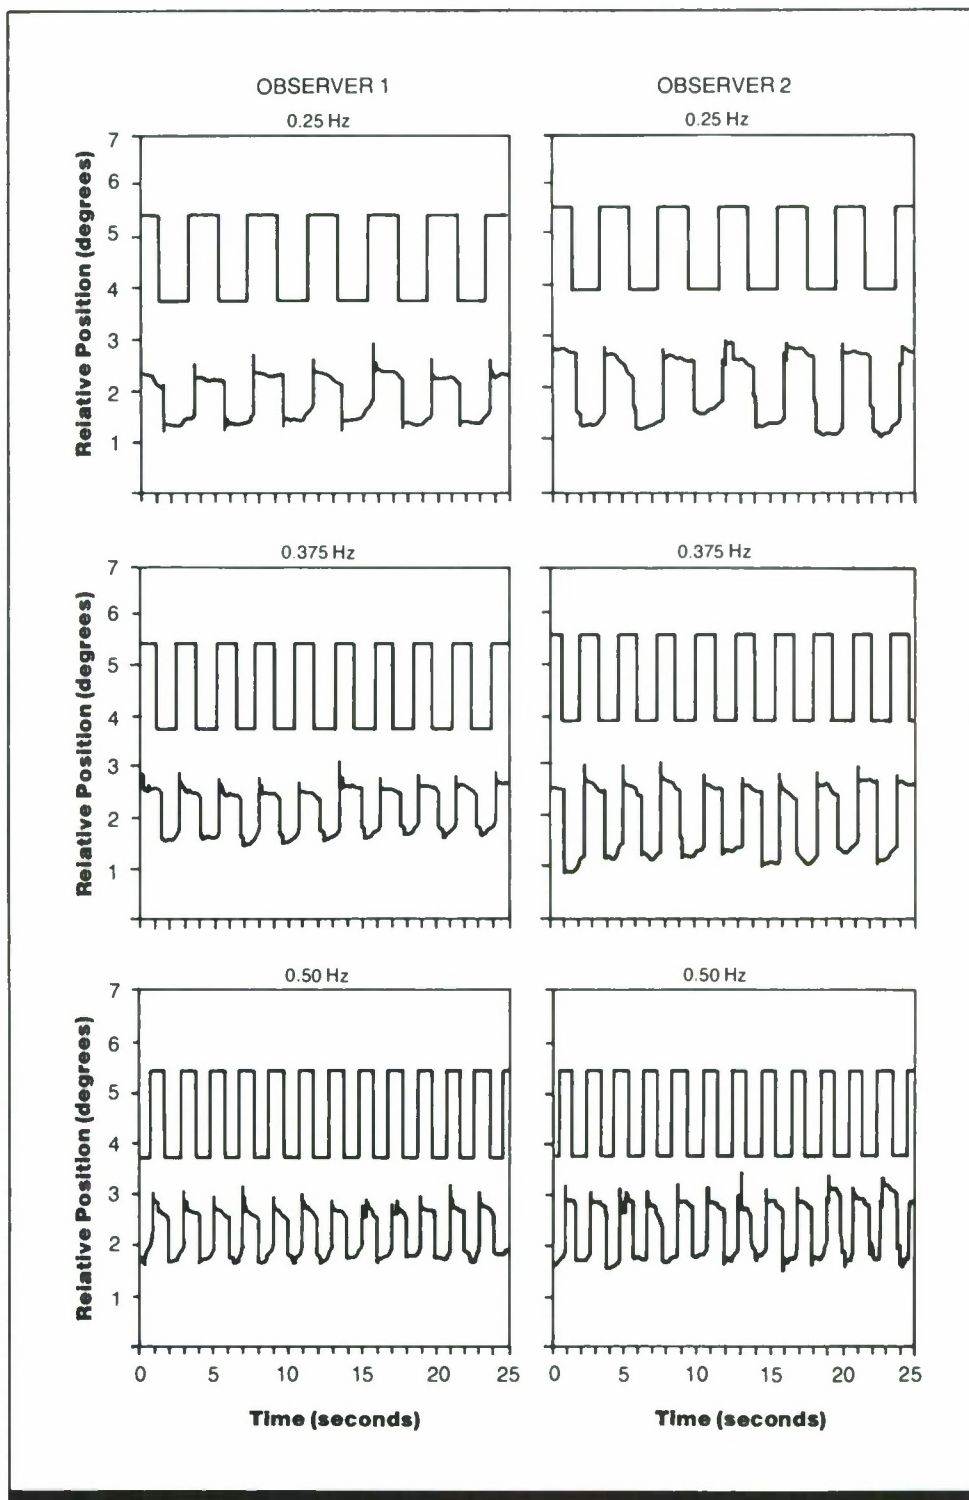 OBSERVER 1
OBSERVER 2
0.25 Hz
0.25 Hz
Relative Position (degrees)
7
6
5
4
3
2
1
0.375 Hz
0.375 Hz
Relative Position (degrees)
7
6
5
4
3
2
1
0.50 Hz
0.50 Hz
Relative Position (degrees)
7
6
5
4
3
2
1
0 5 10 15 20 25
0 5 10 15 20 25
Time (seconds)
Time (seconds)